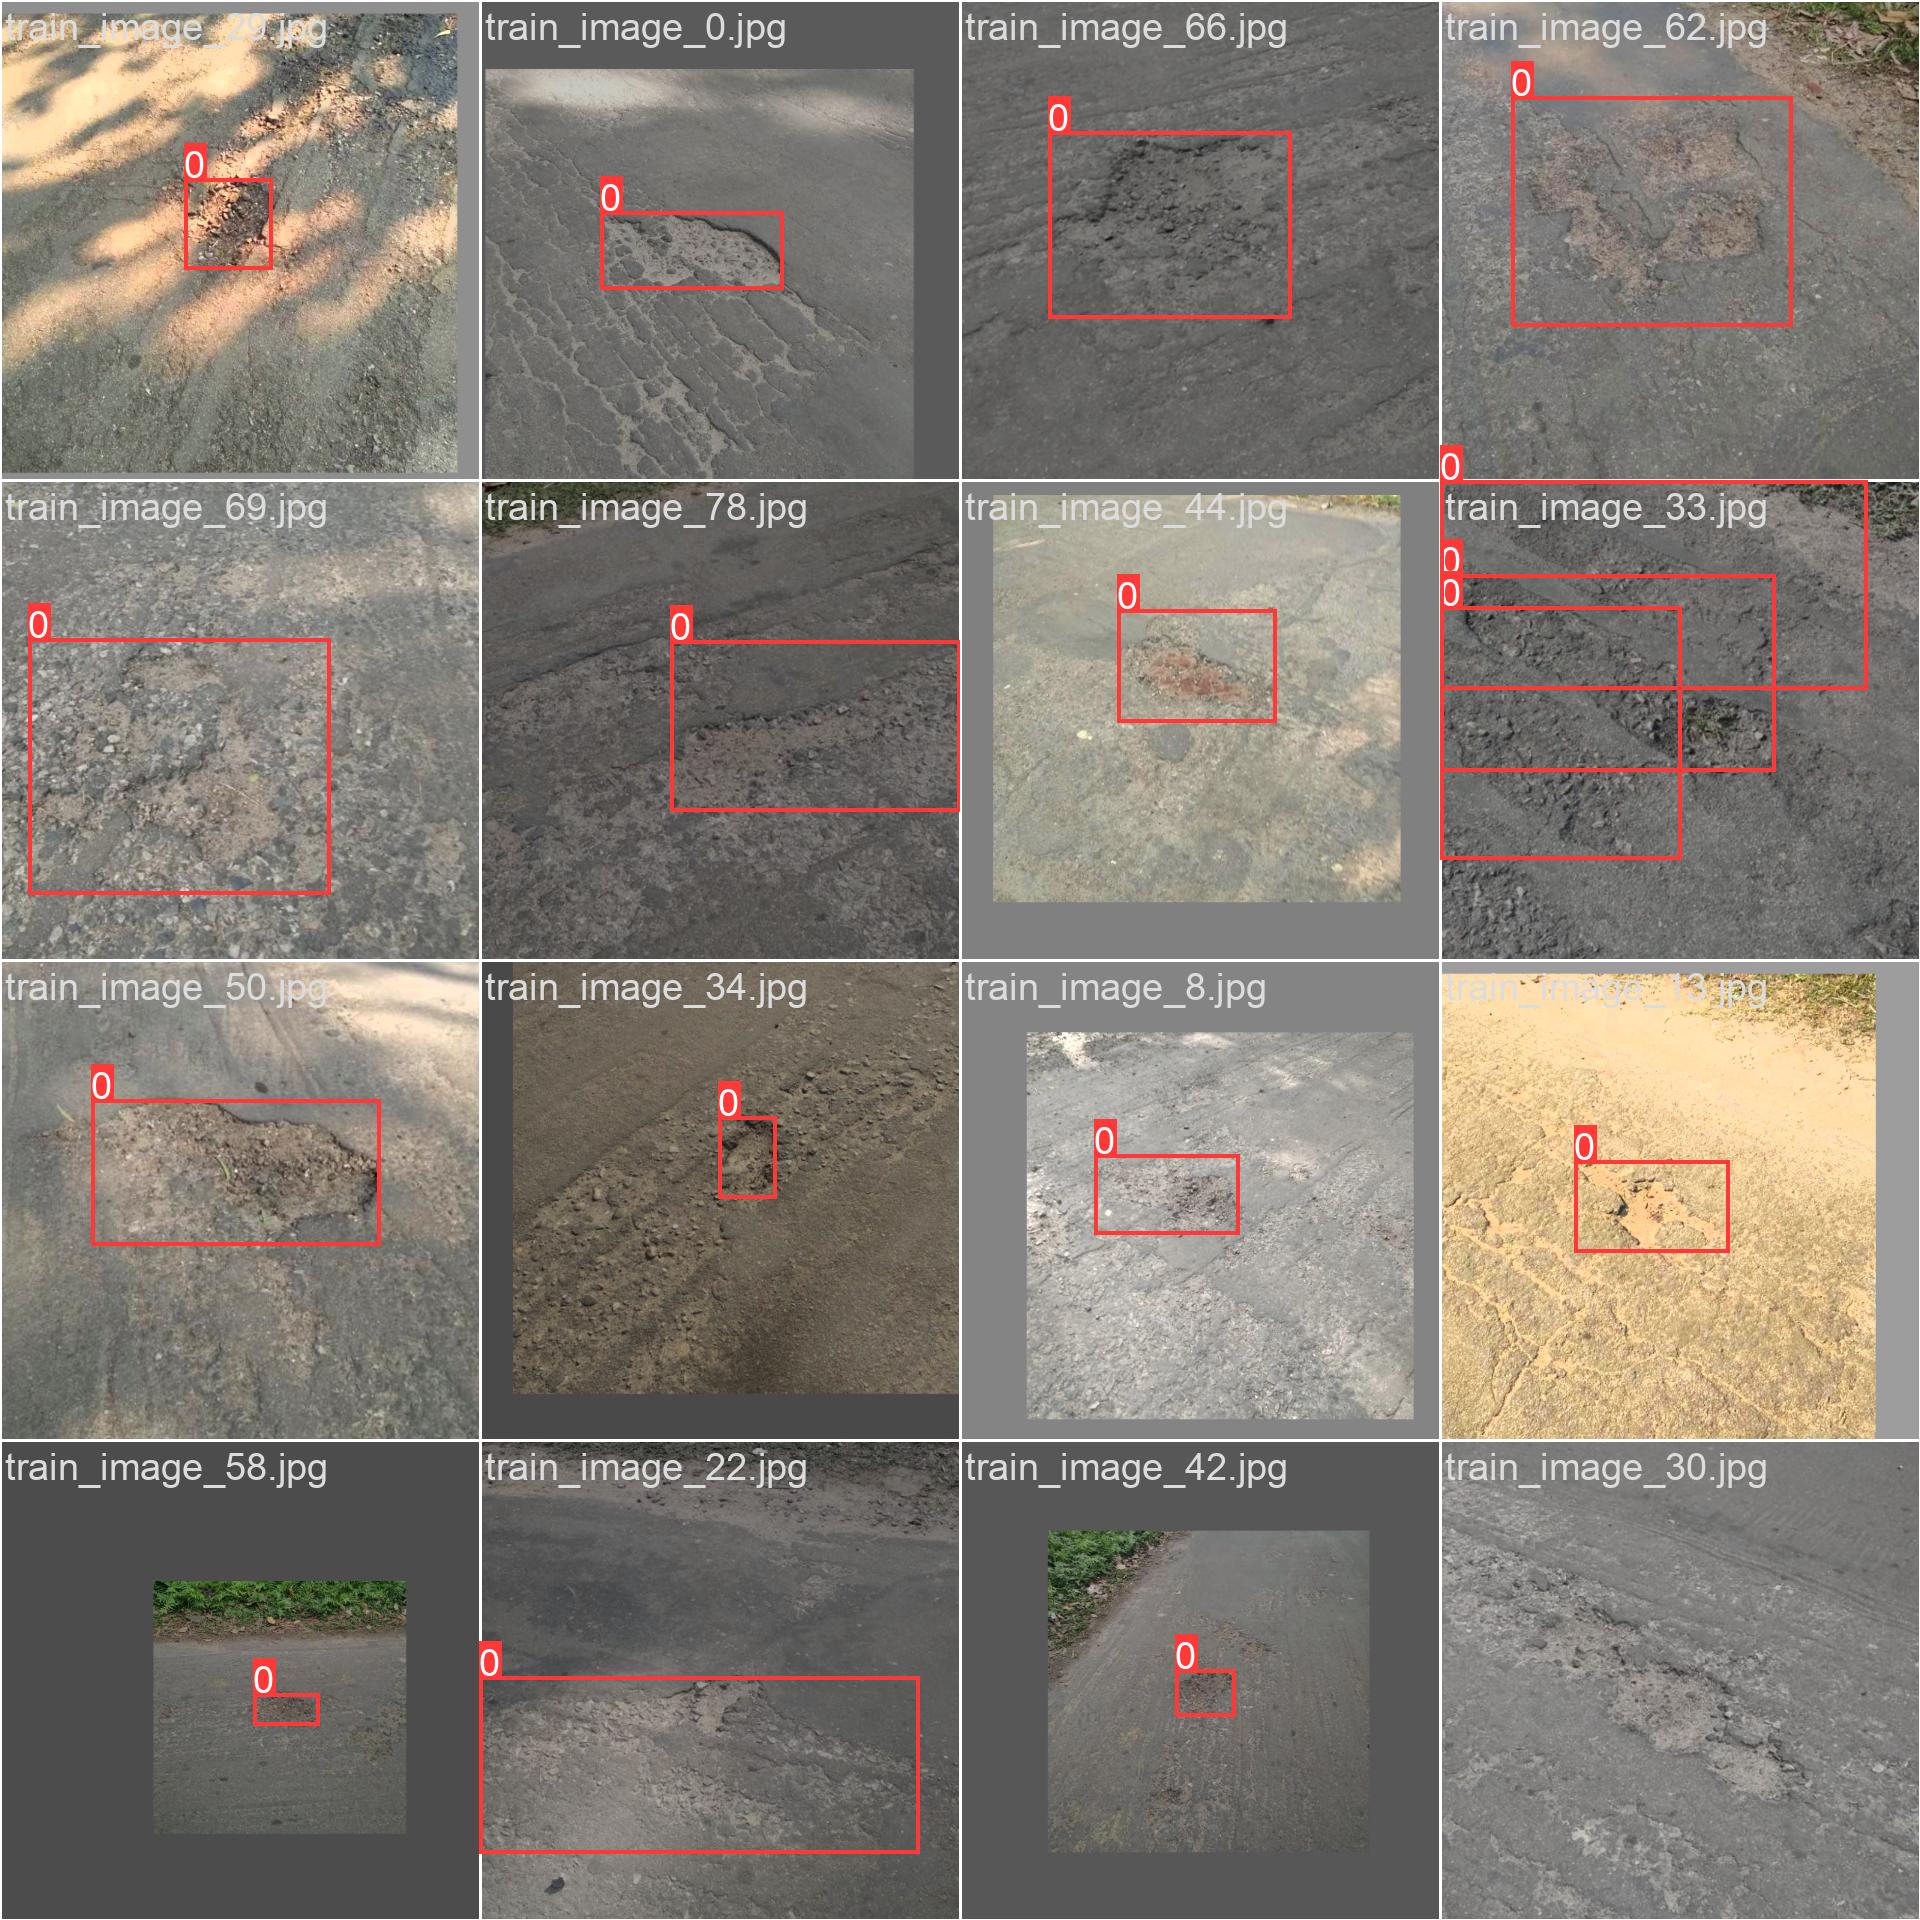 train_image_29.jpg
train_image_0.jpg
train_image_66.jpg
train_image_62.jpg
0
0
0
0
0
train_image_69.jpg
train_image_78.jpg
train_image_44.jpg
train_image_33.jpg
0
0
0
0
0
train_image_50.jpg
train_image_34.jpg
train_image_8.jpg
train_image_13.jpg
0
0
0
0
train_image_58.jpg
train_image_22.jpg
train_image_42.jpg
train_image_30.jpg
0
0
0